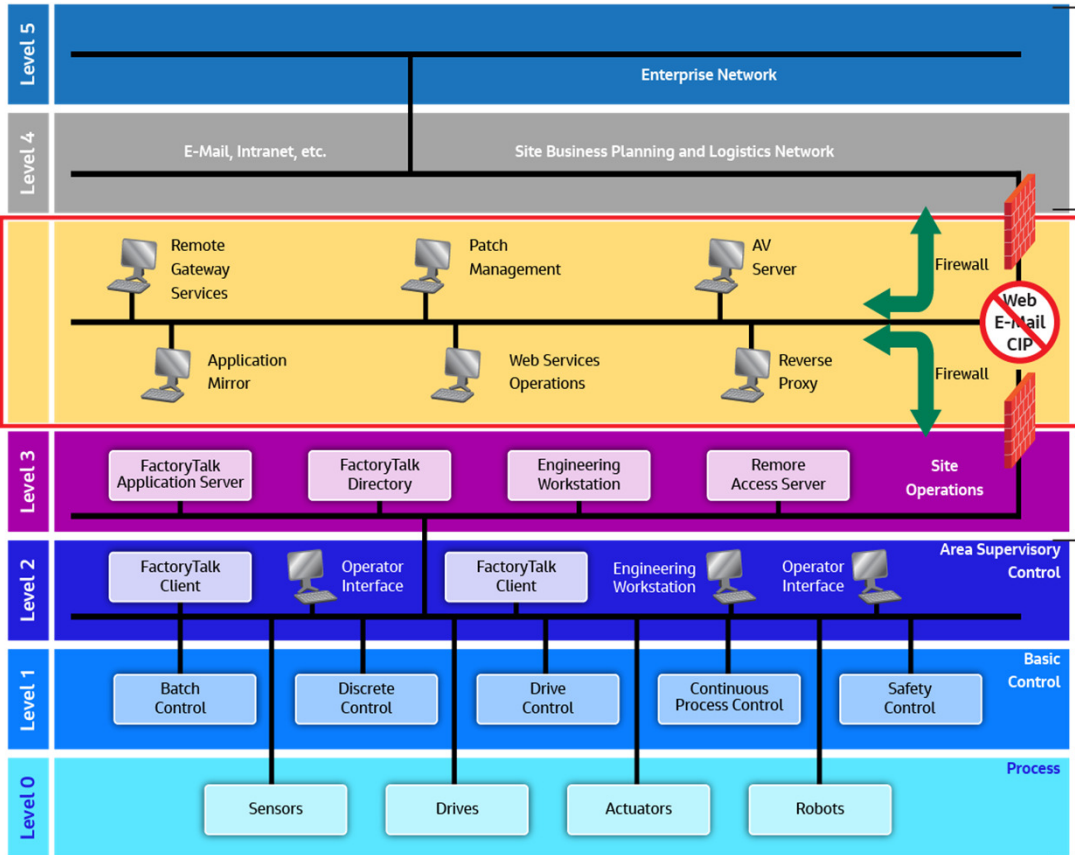 Level 5
Enterprise Network
Level 4
E-Mail, Intranet, etc.
Site Business Planning and Logistics Network
Remote
Gateway
Services
Patch
Management
AV
Server
Firewall
Web
E-Mail
CIP
Application
Mirror
Web Services
Operations
Reverse
Proxy
Firewall
Level 3
FactoryTalk
Application Server
FactoryTalk
Directory
Engineering
Workstation
Remore
Access Server
Site
Operations
Level 2
FactoryTalk
Client
Operator
Interface
FactoryTalk
Client
Engineering
Workstation
Operator
Interface
Area Supervisory
Control
Level 1
Batch
Control
Discrete
Control
Drive
Control
Continuous
Process Control
Safety
Control
Basic
Control
Level 0
Process
Sensors
Drives
Actuators
Robots